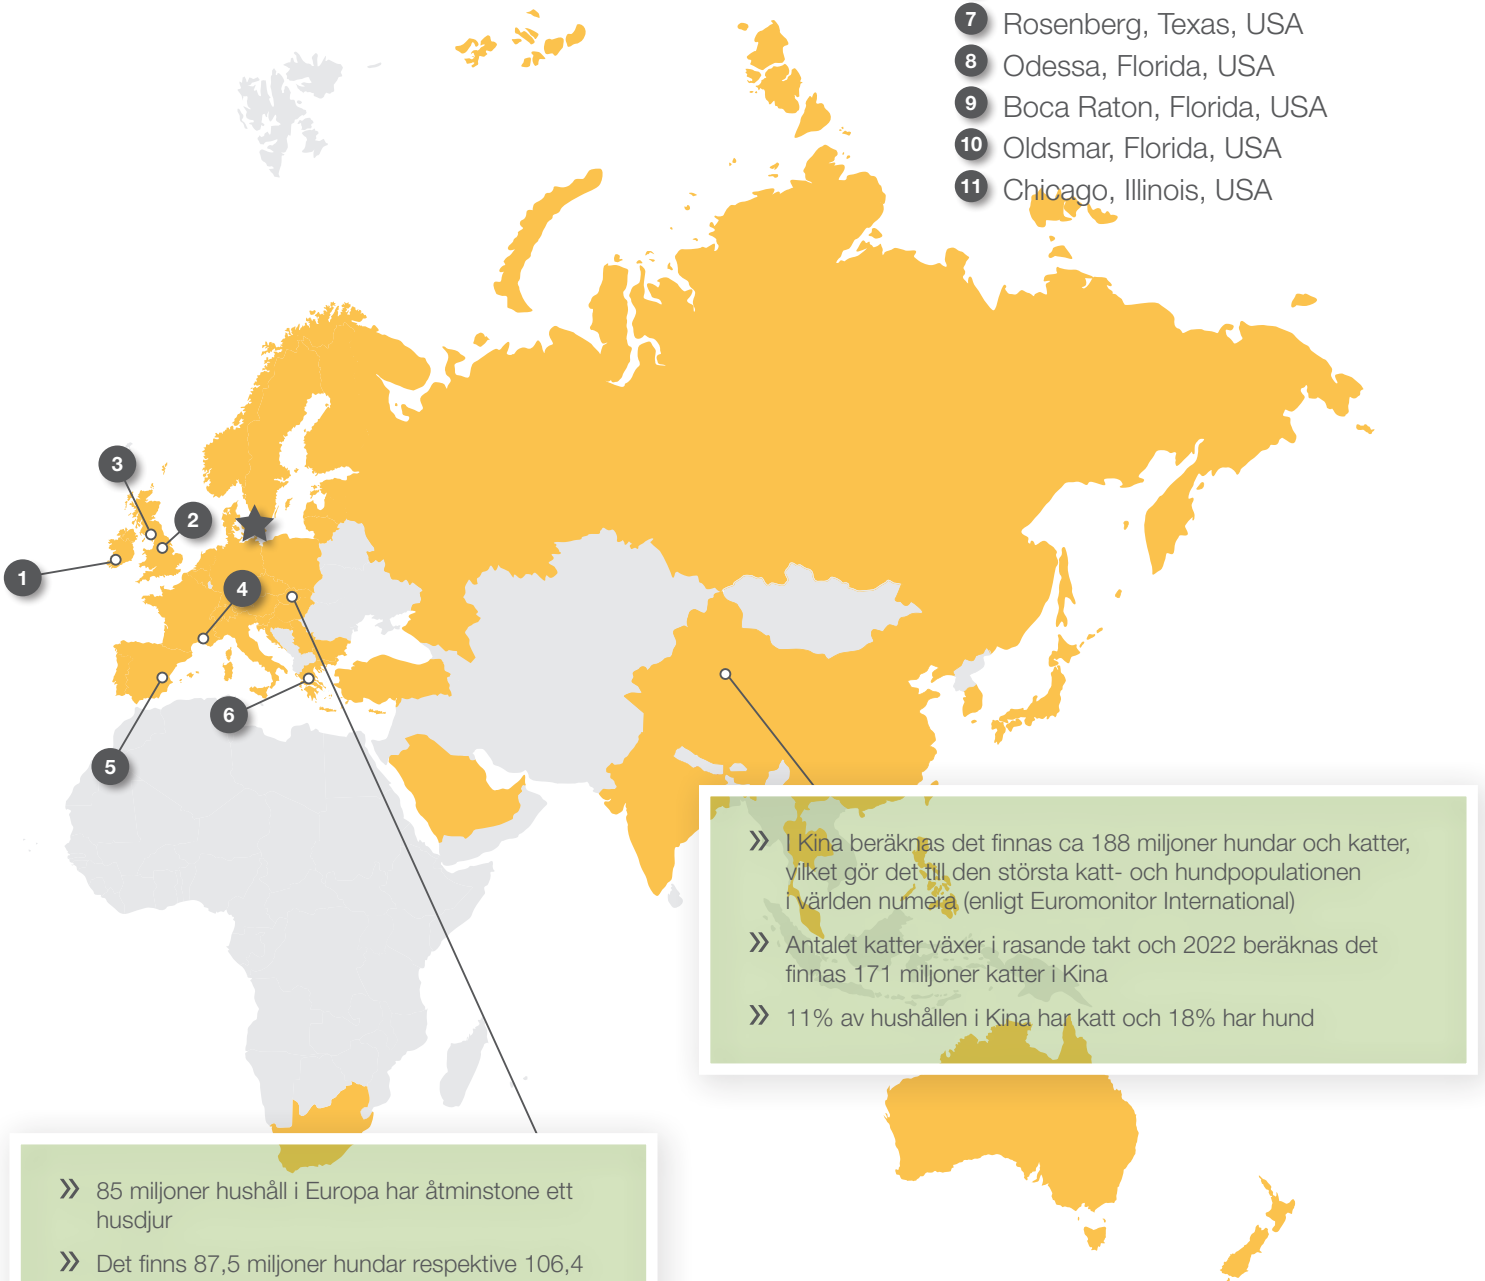 7 Rosenberg, Texas, USA
8 Odessa, Florida, USA
9 Boca Raton, Florida, USA
10 Oldsmar, Florida, USA
11 Chicago, Illinois, USA
3
2
1
4
6
5
» I Kina beräknas det finnas ca 188 miljoner hundar och katter,
vilket gör det till den största katt- och hundpopulationen
i världen numera (enligt Euromonitor International)
» Antalet katter växer i rasande takt och 2022 beräknas det
finnas 171 miljoner katter i Kina
» 11% av hushållen i Kina har katt och 18% har hund
» 85 miljoner hushåll i Europa har åtminstone ett
husdjur
» Det finns 87,5 miljoner hundar respektive 106,4